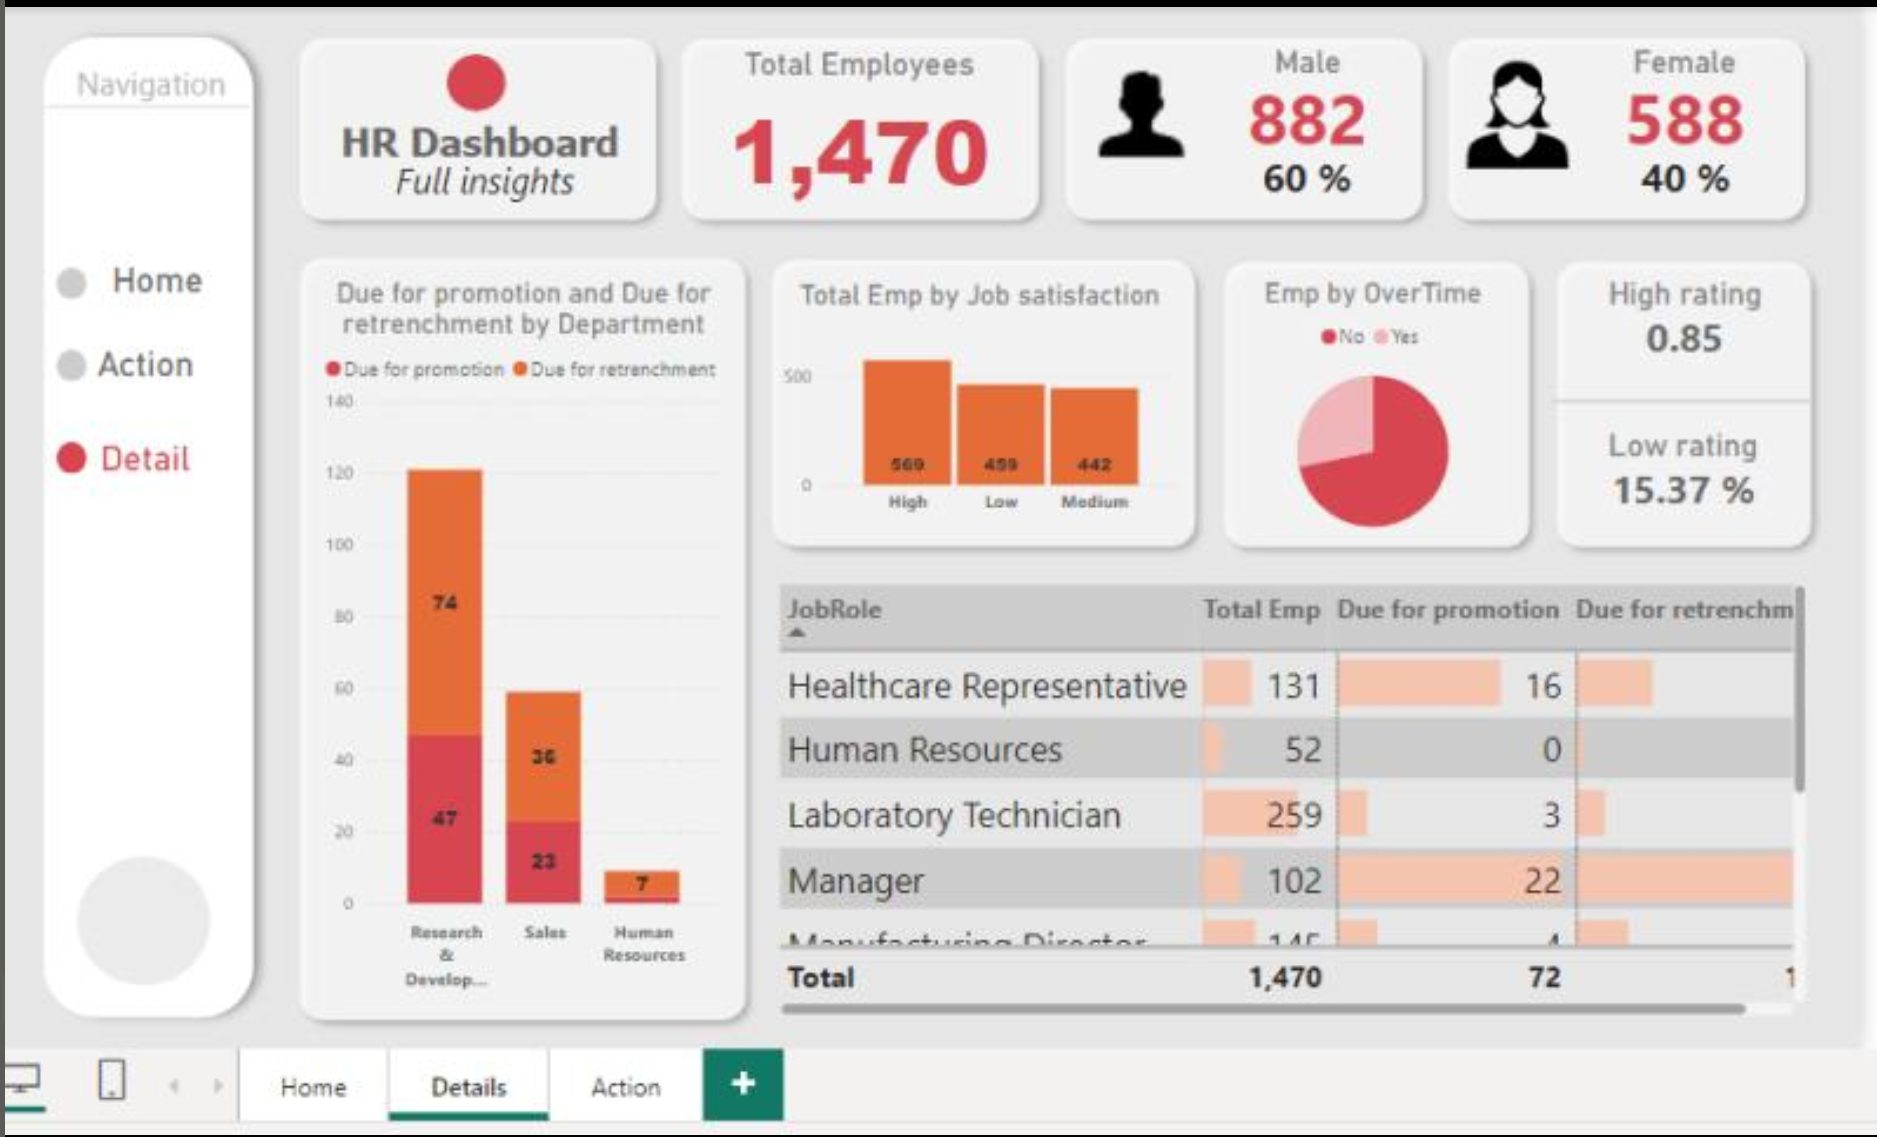 Navigation
Home
Action
Detail
HR Dashboard
Full insights
Total Employees
1,470
Male
882
60 %
Female
588
40 %
Due for promotion and Due for
retrenchment by Department
Due for promotion Due for retrenchment
140
120
100
80
60
40
20
0
74
47
36
23
7
Research
&
Develop...
Sales
Human
Resources
Total Emp by Job satisfaction
500
0
569 459 442
High Low Medium
Emp by OverTime
No Yes
High rating
0.85
Low rating
15.37 %
JobRole Total Emp Due for promotion Due for retrenchm
Healthcare Representative 131 16
Human Resources 52 0
Laboratory Technician 259 3
Manager 102 22
Manufacturing Director 145 4
Total 1,470 72 1
Home Details Action +